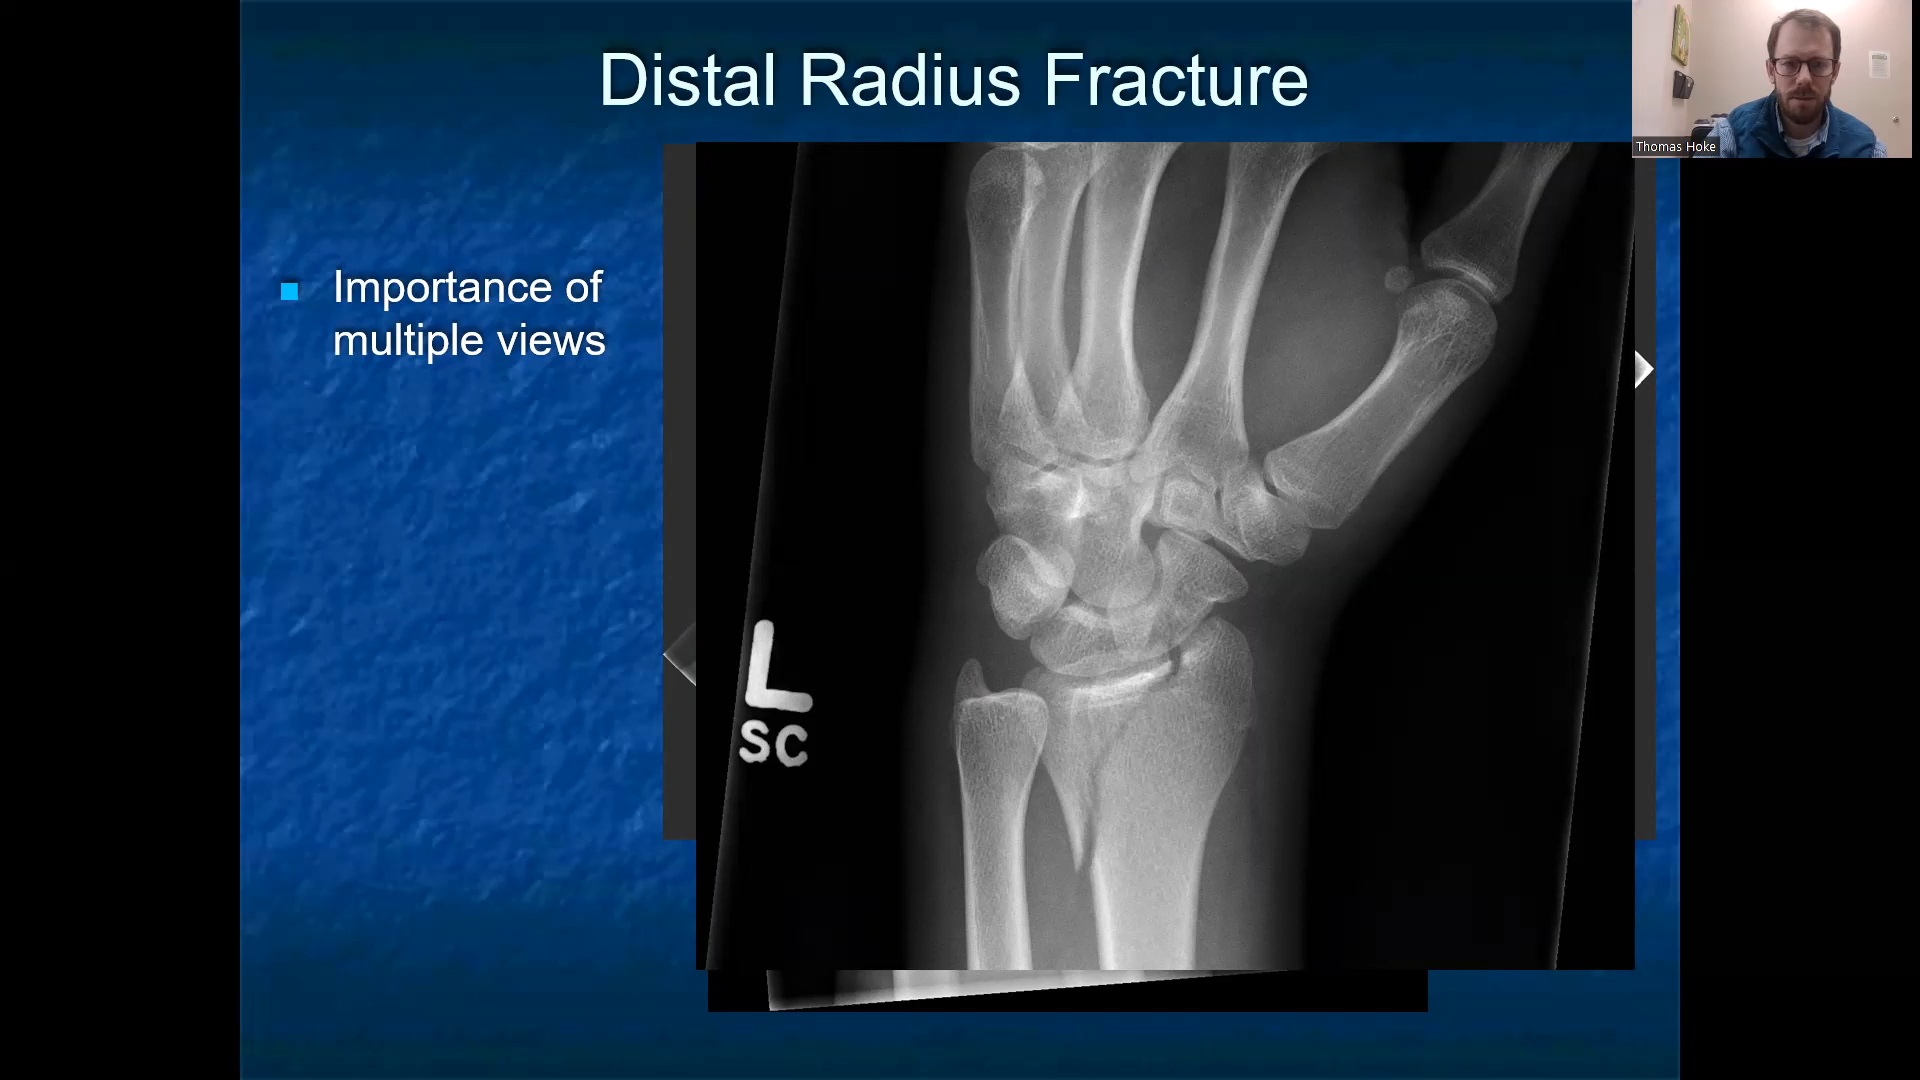 Distal Radius Fracture
Thomas Hoke
Importance of
multiple views
L
SC